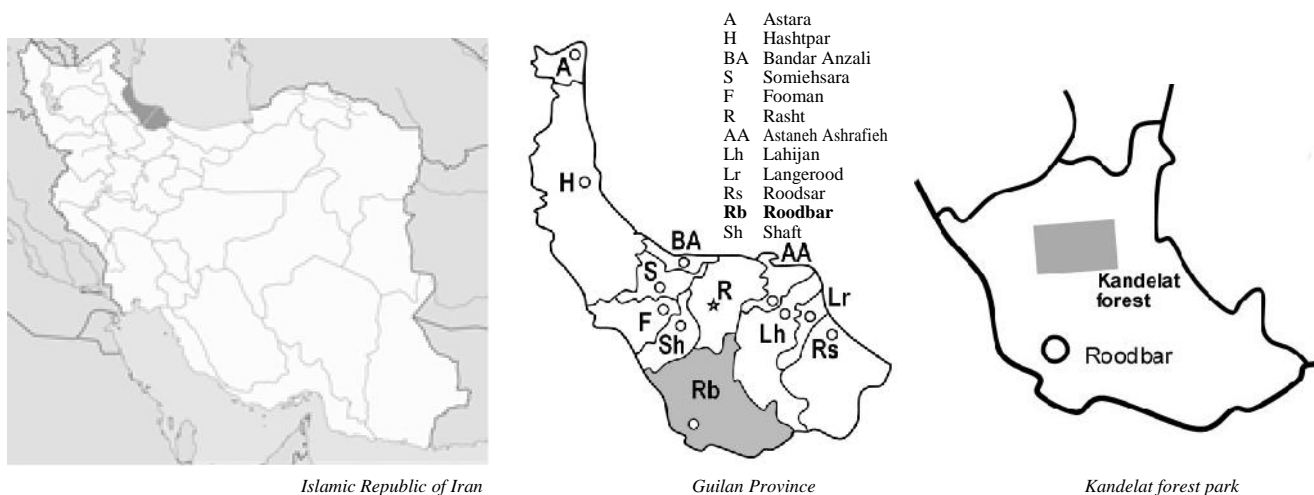 A Astara
H Hashtpar
BA Bandar Anzali
S Somiehsara
F Fooman
R Rasht
AA Astaneh Ashrafieh
Lh Lahijan
Lr Langerood
Rs Roodsar
Rb Roodbar
Sh Shaft
A
H
BA
AA
S
R
Lr
F
Sh
Lh
Rs
Rb
Kandelat
forest
Roodbar
Islamic Republic of Iran
Guilan Province
Kandelat forest park